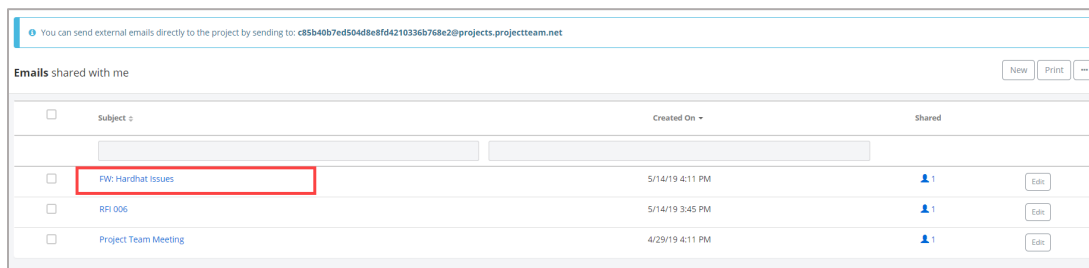 You can send external emails directly to the project by sending to: c85b40b7ed504d8e8fd4210336b768e2@projects.projectteam.net
Emails shared with me New Print ...
Subject Created On Shared
FW: Hardhat Issues 5/14/19 4:11 PM 1 Edit
RFI 006 5/14/19 3:45 PM 1 Edit
Project Team Meeting 4/29/19 4:11 PM 1 Edit